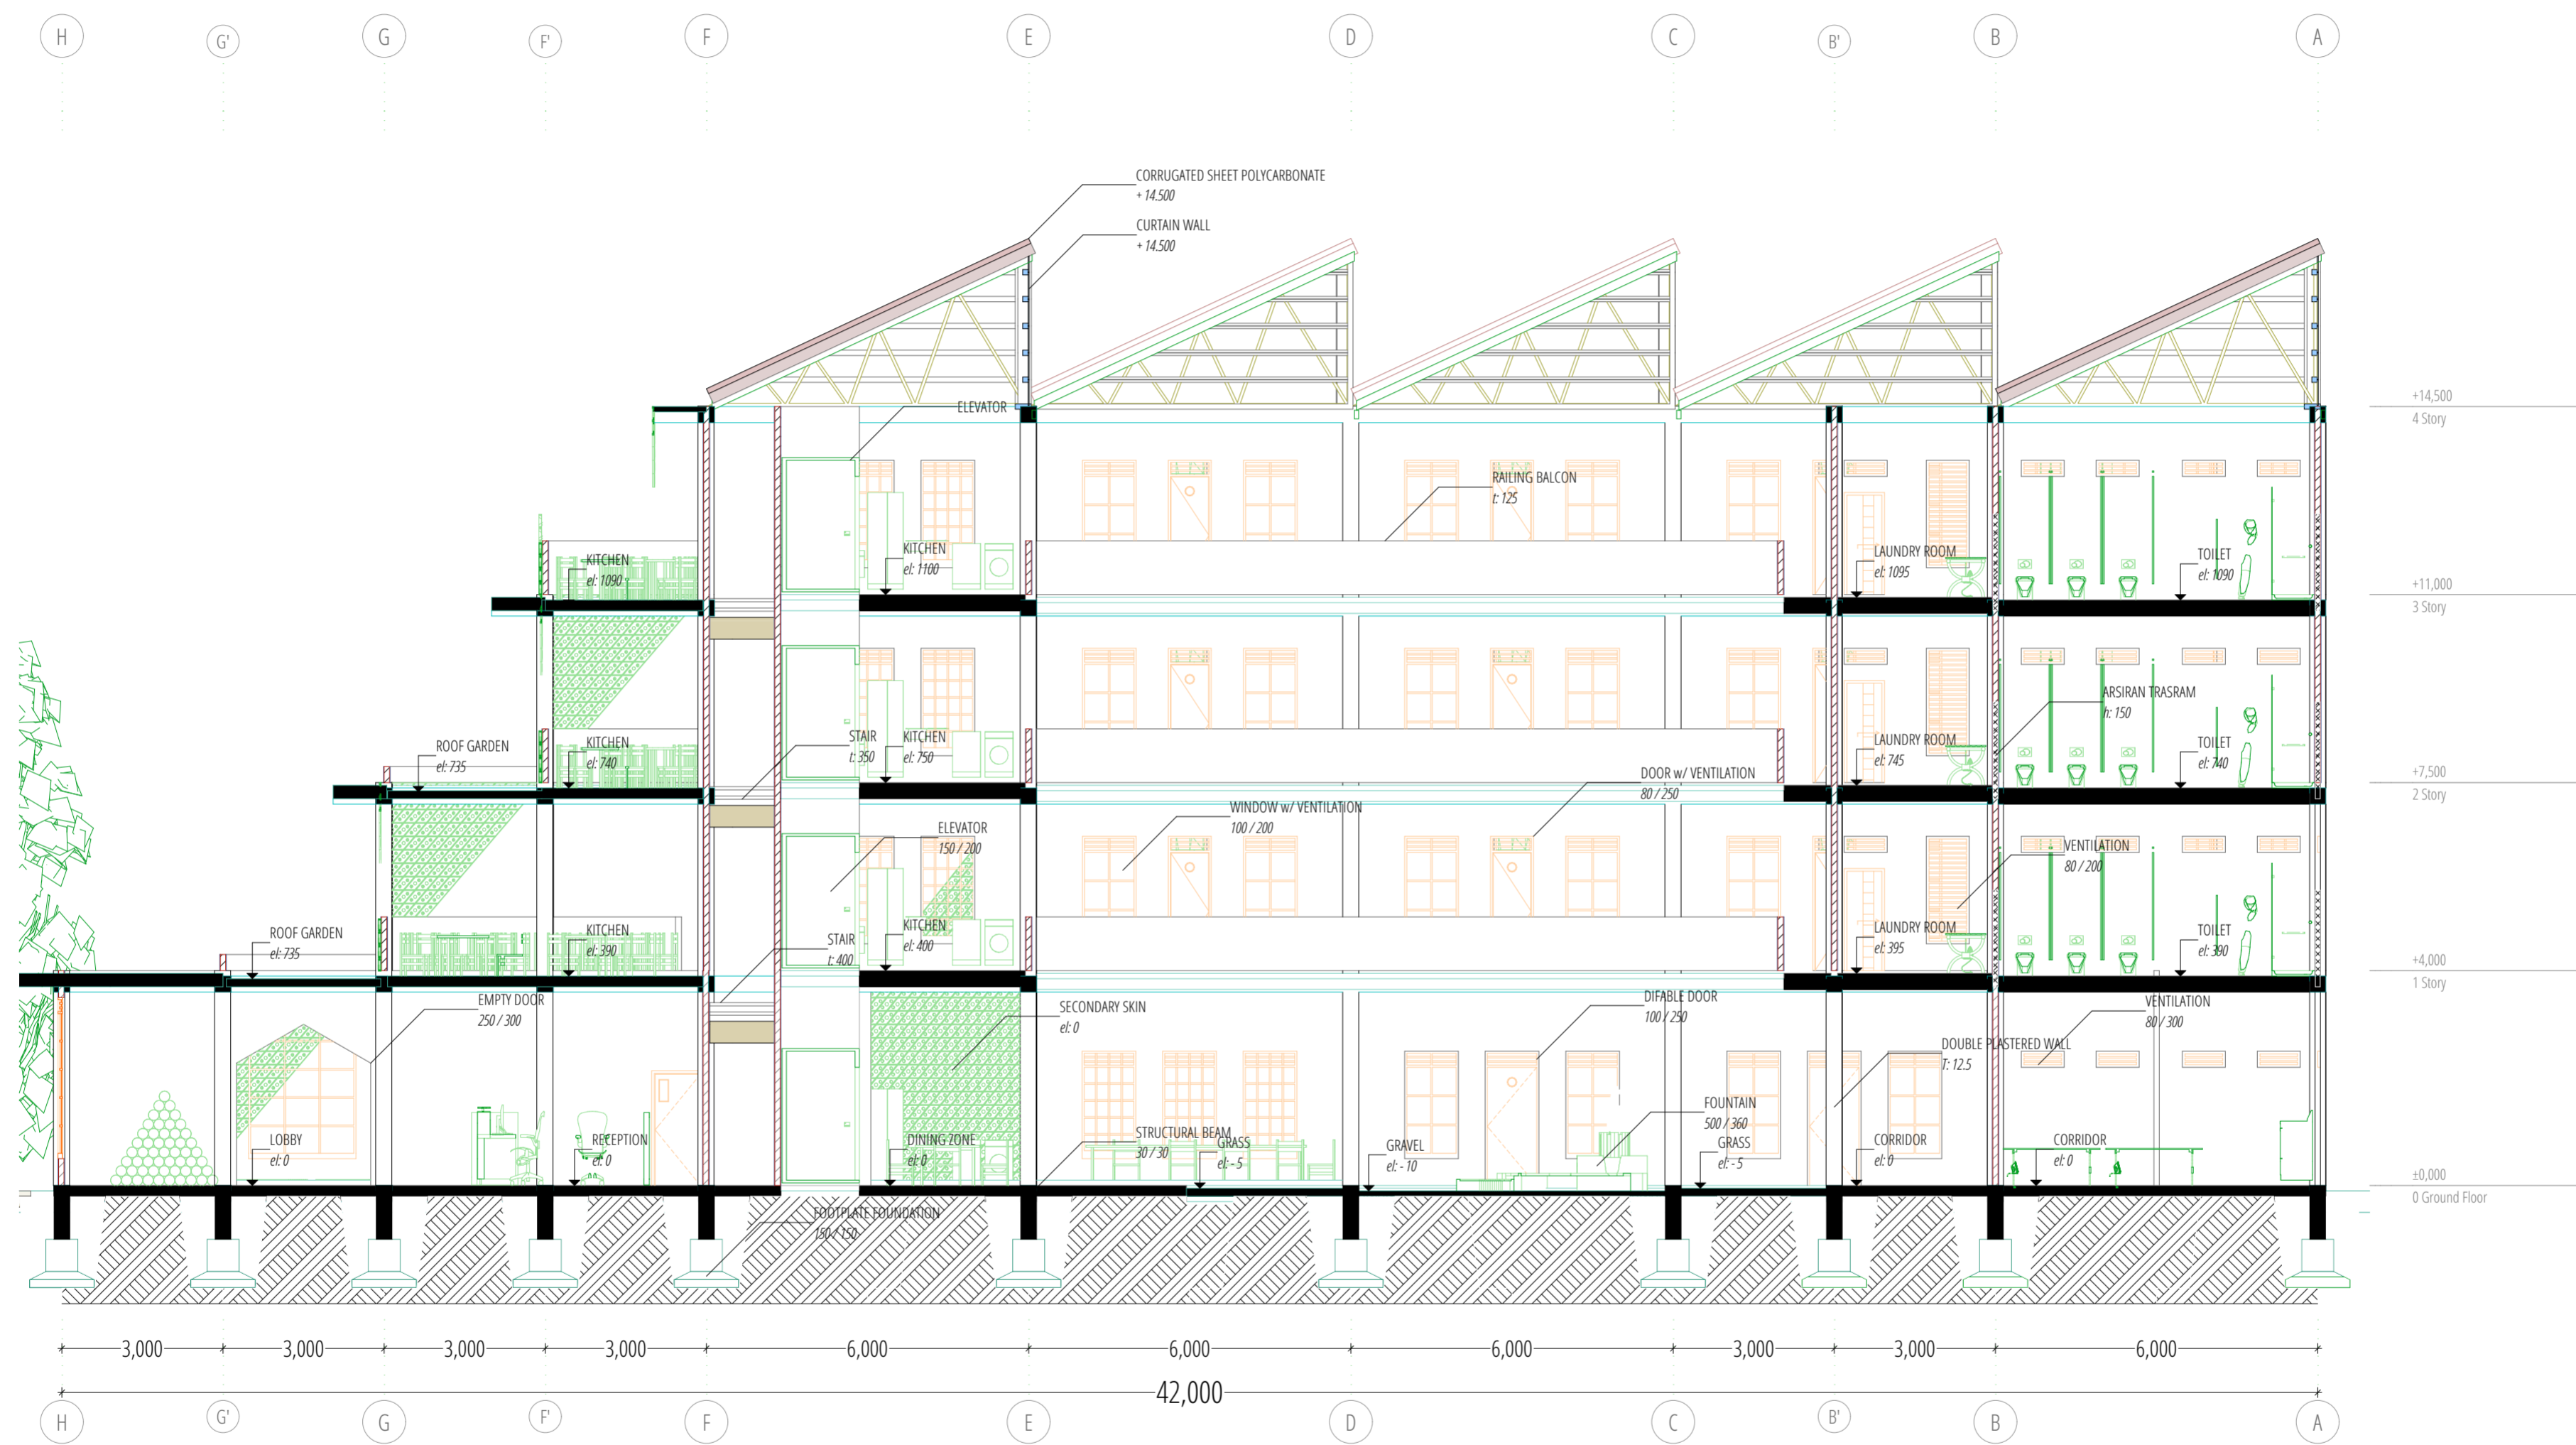 H G' G F' F E D C B' B A
CORRUGATED SHEET POLYCARBONATE
+ 14.500
CURTAIN WALL
+ 14.500
+14,500
4 Story
ELEVATOR
RAILING BALCON
t: 125
KITCHEN
el: 1090
KITCHEN
el: 1100
LAUNDRY ROOM
el: 1095
TOILET
el: 1090
+11,000
3 Story
ARSIRAN TRASRAM
h: 150
ROOF GARDEN
el: 735
KITCHEN
el: 740
STAIR
t: 350
KITCHEN
el: 750
LAUNDRY ROOM
el: 745
TOILET
el: 740
DOOR w/ VENTILATION
80 / 250
+7,500
2 Story
WINDOW w/ VENTILATION
100 / 200
ELEVATOR
150 / 200
VENTILATION
80 / 200
ROOF GARDEN
el: 735
KITCHEN
el: 390
STAIR
t: 400
KITCHEN
el: 400
LAUNDRY ROOM
el: 395
TOILET
el: 390
+4,000
1 Story
EMPTY DOOR
250 / 300
SECONDARY SKIN
el: 0
DIFABLE DOOR
100 / 250
VENTILATION
80 / 300
DOUBLE PLASTERED WALL
T: 12.5
FOUNTAIN
500 / 360
LOBBY
el: 0
RECEPTION
el: 0
DINING ZONE
el: 0
STRUCTURAL BEAM
30 / 30
GRASS
el: - 5
GRAVEL
el: - 10
GRASS
el: - 5
CORRIDOR
el: 0
CORRIDOR
el: 0
±0,000
0 Ground Floor
FOOTPLATE FOUNDATION
150 / 150
3,000 3,000 3,000 3,000 6,000 6,000 6,000 3,000 3,000 6,000
42,000
H G' G F' F E D C B' B A